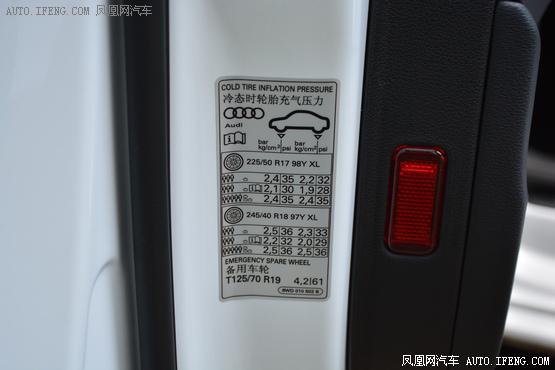 AUTO.IFENG.COM 凤凰网汽车
COLD TIRE INFLATION PRESSURE
冷态时轮胎充气压力
Audi
bar kg/cm² psi bar kg/cm² psi
225/50 R17 98Y XL
2,4 35 2,2 32
2,1 30 1,9 28
2,4 35 2,4 35
245/40 R18 97Y XL
2,5 36 2,3 33
2,2 32 2,0 29
2,5 36 2,5 36
EMERGENCY SPARE WHEEL
备用车轮
T125/70 R19 4,2 61
凤凰网汽车 AUTO.IFENG.COM